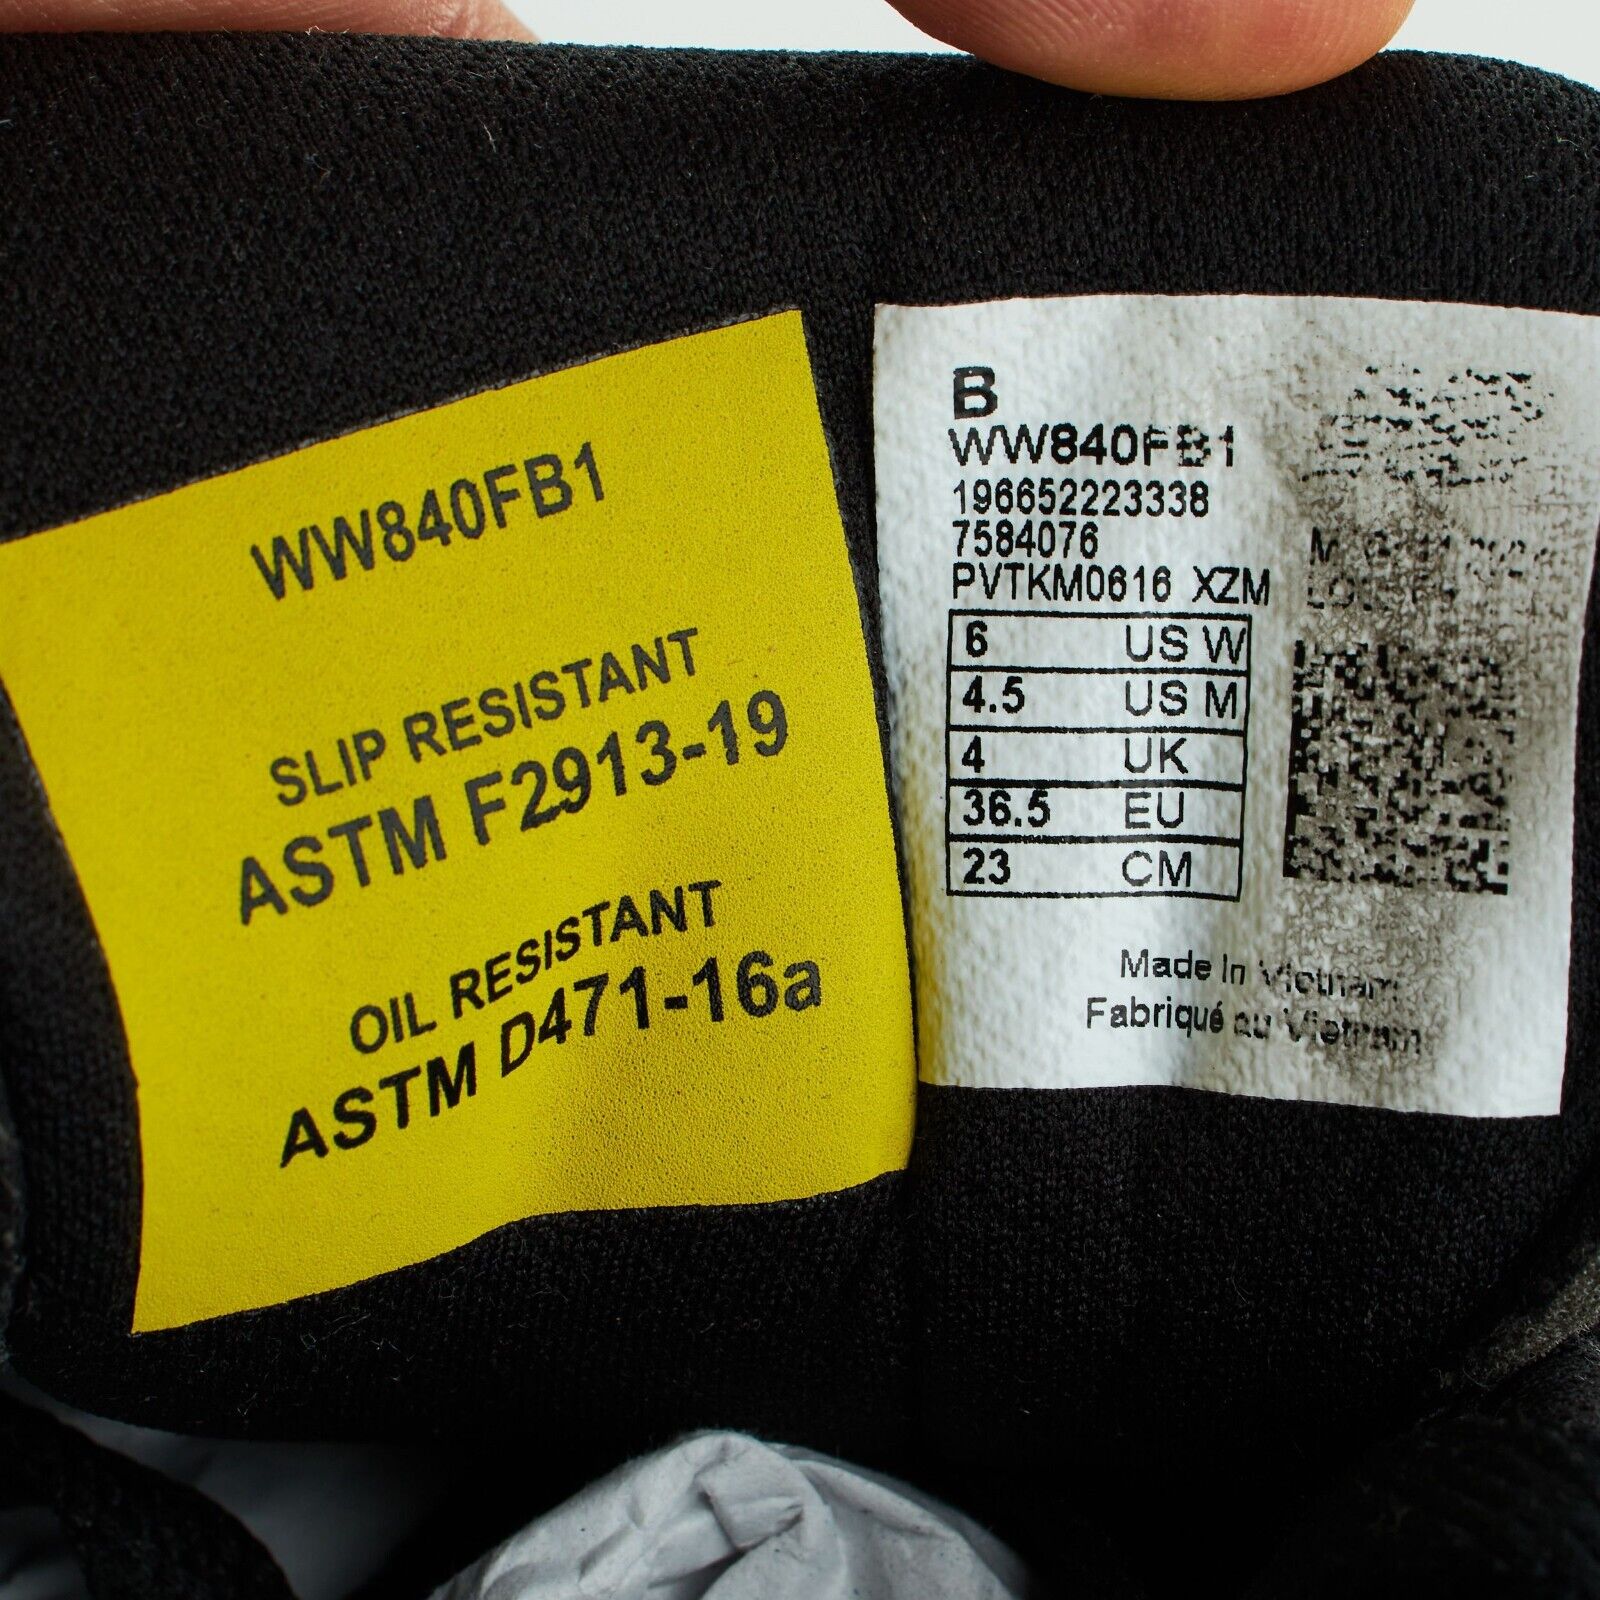 WW840FB1
SLIP RESISTANT
ASTM F2913-19
OIL RESISTANT
ASTM D471-16a
B
WW840FB1
196652223338
7584076
PVTKM0616 XZM
6 US W
4.5 US M
4 UK
36.5 EU
23 CM
Made In Vietnam
Fabriqué au Vietnam